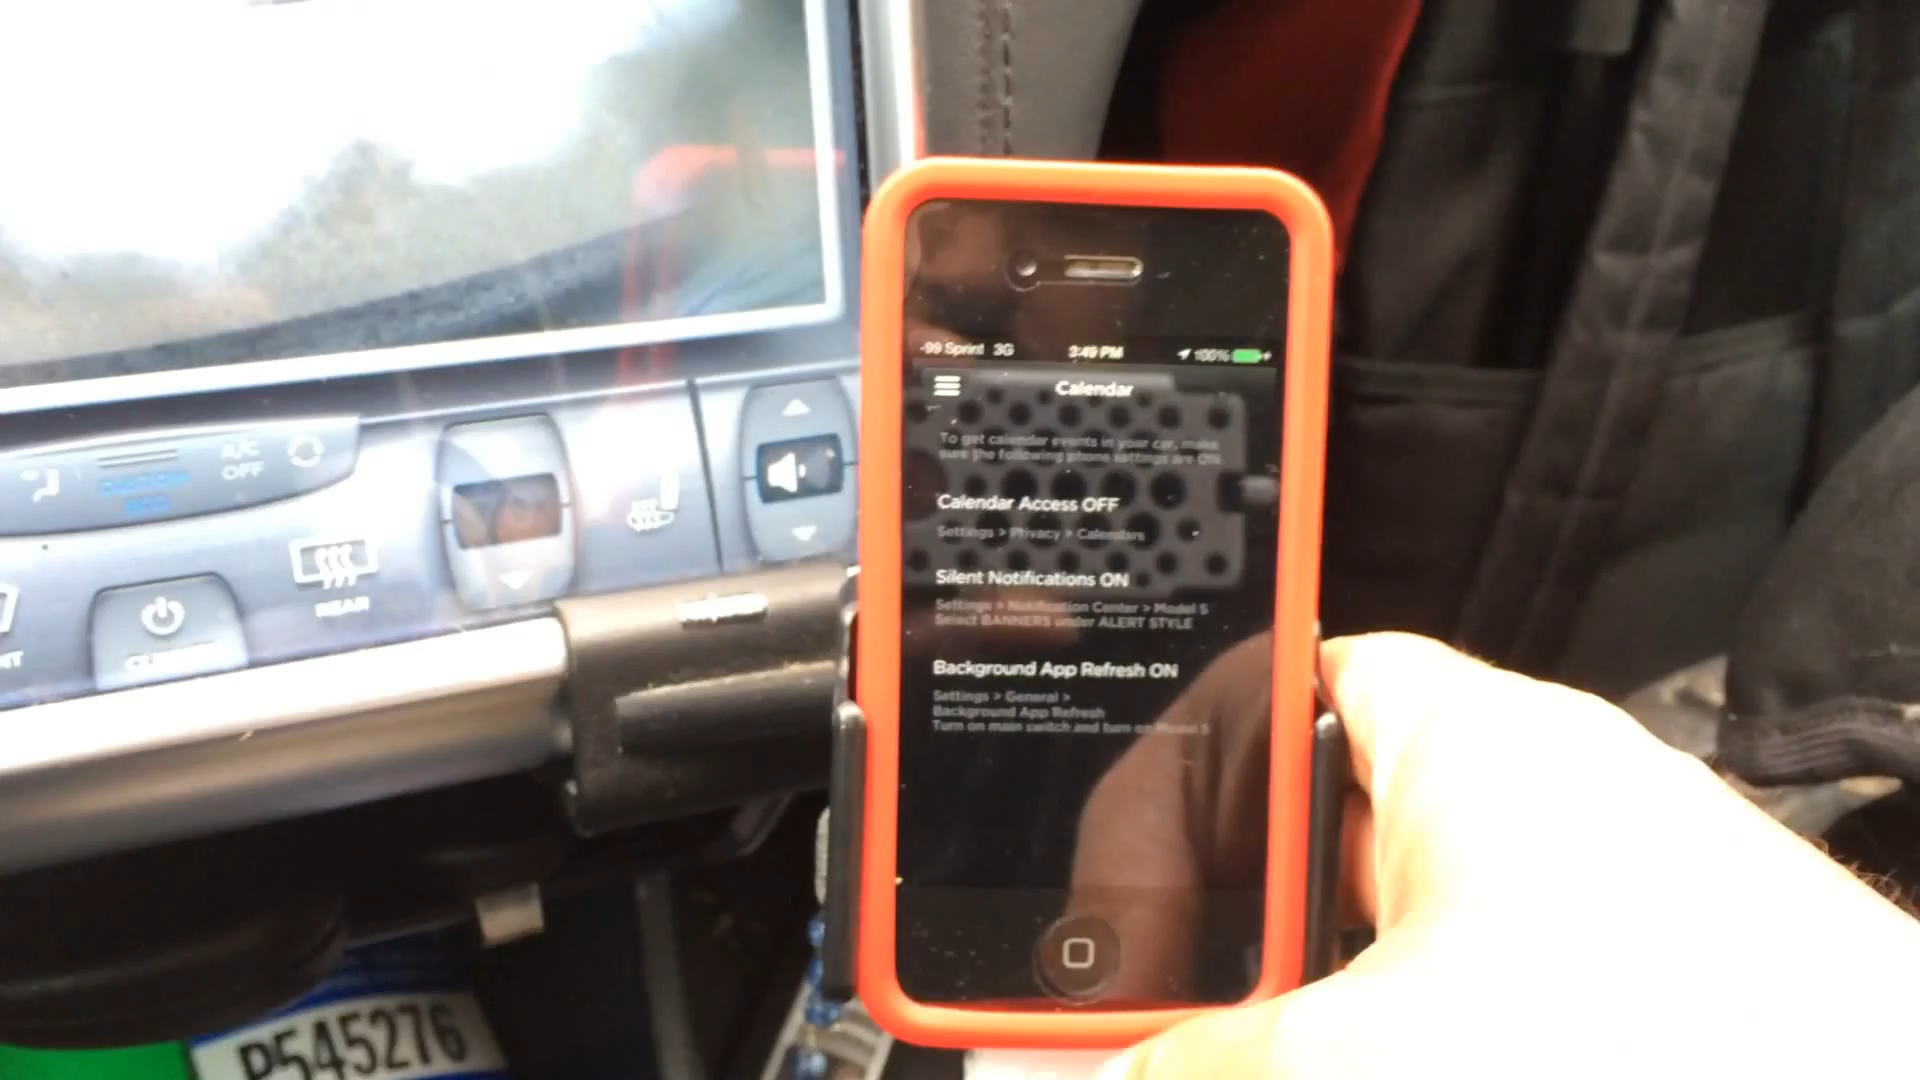 -99 Sprint 3G 3:49 PM 100%
Calendar
To get calendar events in your car, make
sure the following phone settings are ON.
Calendar Access OFF
Settings > Privacy > Calendars
Silent Notifications ON
Settings > Notification Center > Model S
Select BANNERS under ALERT STYLE
Background App Refresh ON
Settings > General >
Background App Refresh
Turn on main switch and turn on Model S
A/C
OFF
REAR
P545276